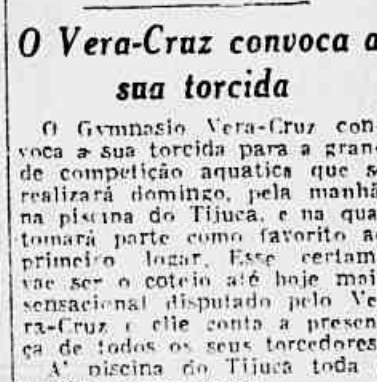 O Vera-Cruz convoca a
sua torcida
O Gymnasio Vera-Cruz con-
voca a sua torcida para a gran-
de competição aquatica que s
realizará domingo, pela manhã
na piscina do Tijuca, e na qua
tomará parte como favorito ao
primeiro logar. Esse certam
vae ser o cotejo até hoje mai
sensacional disputado pelo Ve
ra-Cruz e elle conta a presen
ça de todos os seus torcedores
A' piscina do Tijuca toda